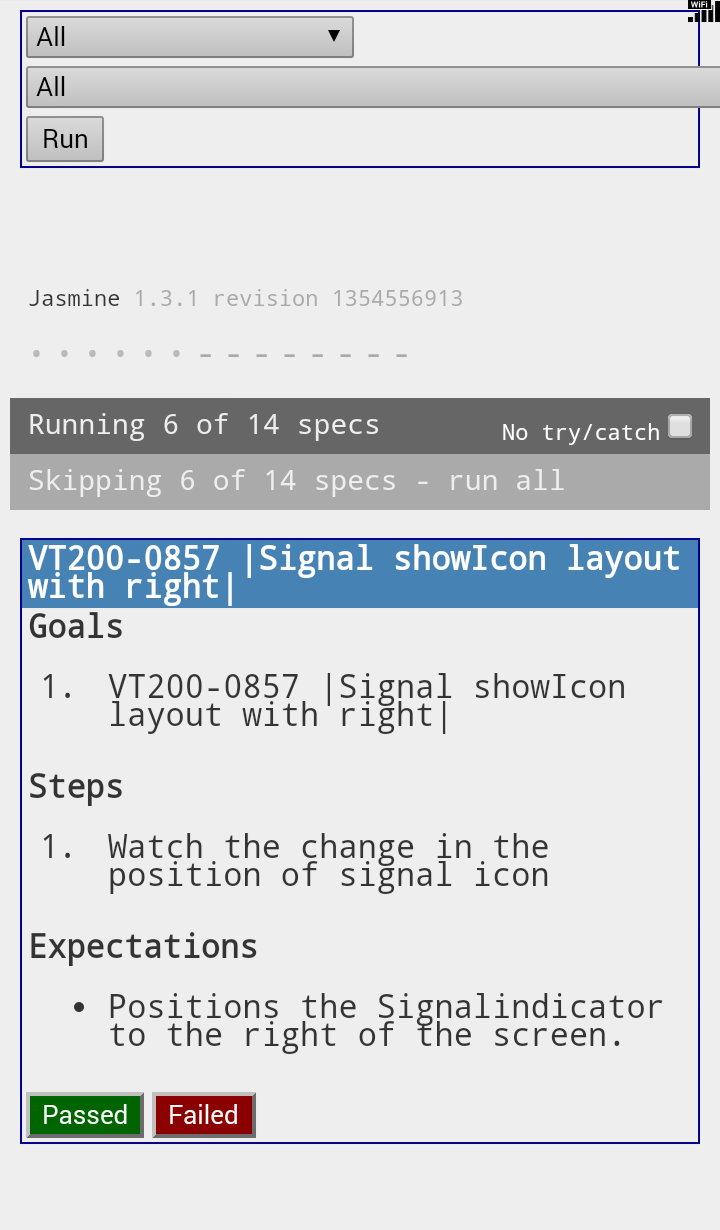 WiFi
All ▼
All
Run
Jasmine 1.3.1 revision 1354556913
• • • • • • - - - - - - - -
Running 6 of 14 specs No try/catch
Skipping 6 of 14 specs - run all
VT200-0857 |Signal showIcon layout
with right|
Goals
1. VT200-0857 |Signal showIcon
layout with right|
Steps
1. Watch the change in the
position of signal icon
Expectations
• Positions the Signalindicator
to the right of the screen.
Passed Failed